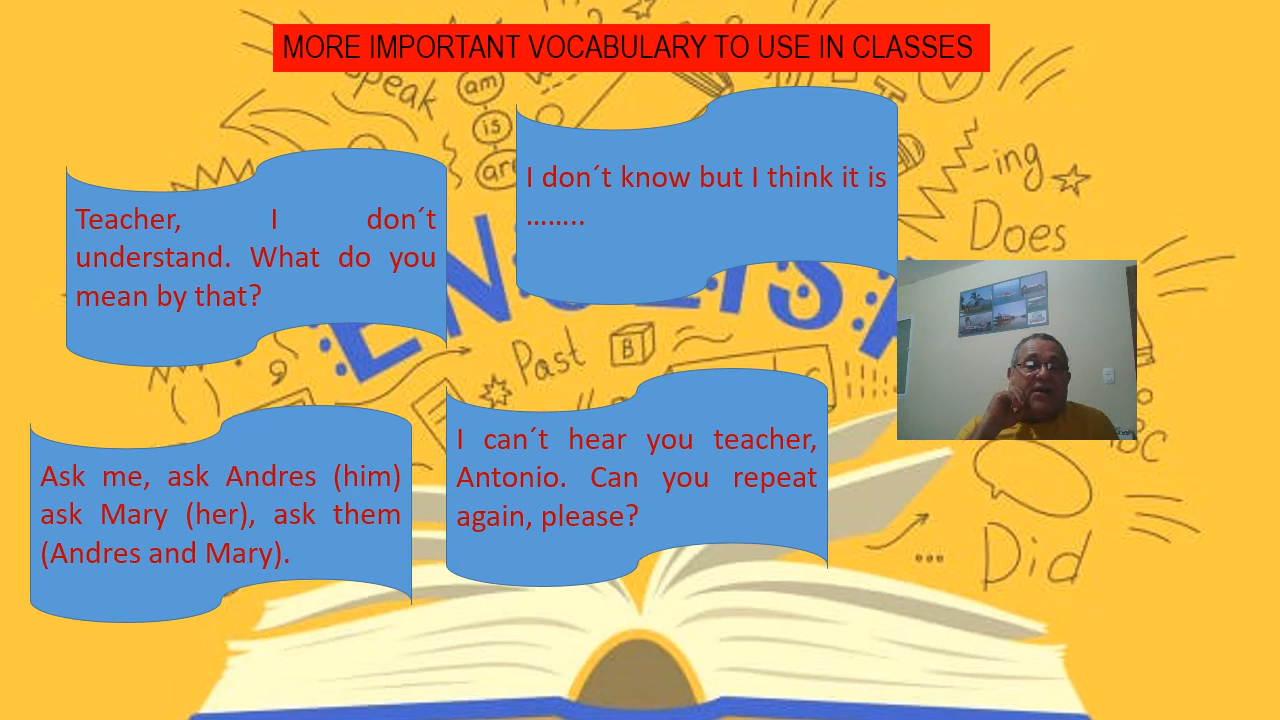 MORE IMPORTANT VOCABULARY TO USE IN CLASSES
speak
am
is
are
-ing
Does
I don´t know but I think it is
……..
Teacher, I don´t
understand. What do you
mean by that?
ENGLISH
Past
B
I can´t hear you teacher,
Antonio. Can you repeat
again, please?
Ask me, ask Andres (him)
ask Mary (her), ask them
(Andres and Mary).
... Did